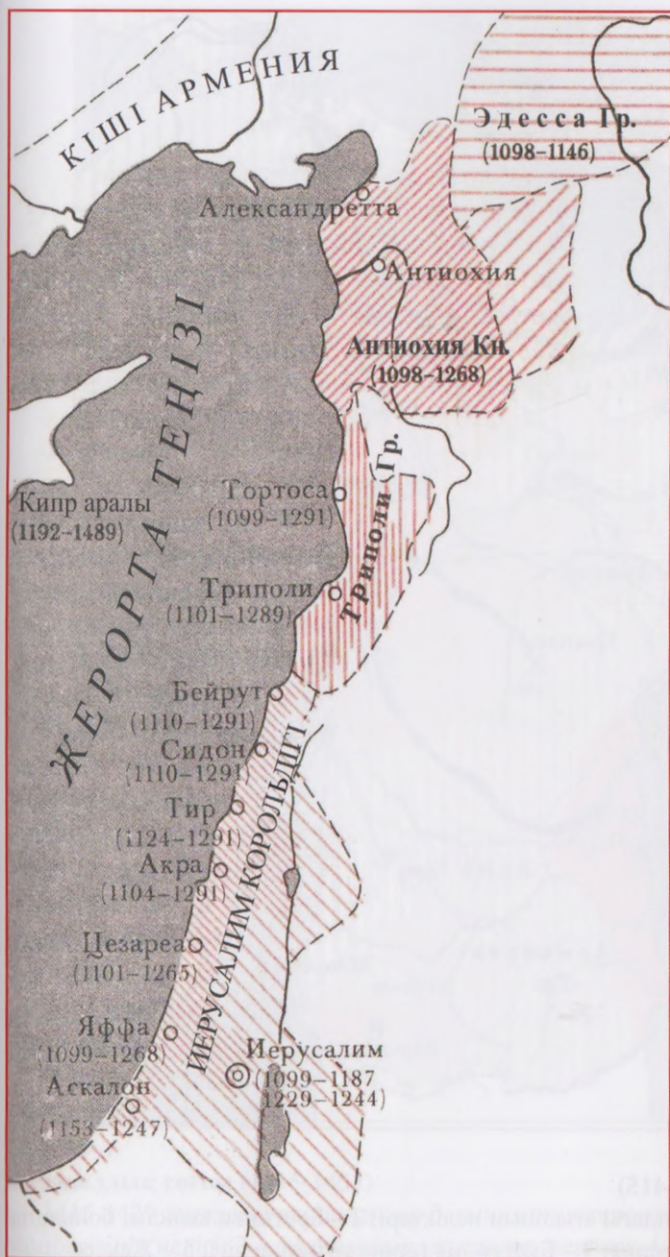 КІШІ АРМЕНИЯ
Эдесса Гр.
(1098–1146)
Александретта
Антиохия
Антиохия Кн.
(1098–1268)
ЖЕРОРТА ТЕҢІЗІ
Кипр аралы
(1192–1489)
Тортоса
(1099–1291)
Триполи Гр.
Триполи
(1101–1289)
Бейрут
(1110–1291)
Сидон
(1110–1291)
Тир
(1124–1291)
Акра
(1104–1291)
ИЕРУСАЛИМ КОРОЛЬДІГІ
Цезареа
(1101–1265)
Яффа
(1099–1268)
Иерусалим
(1099–1187
1229–1244)
Аскалон
(1153–1247)